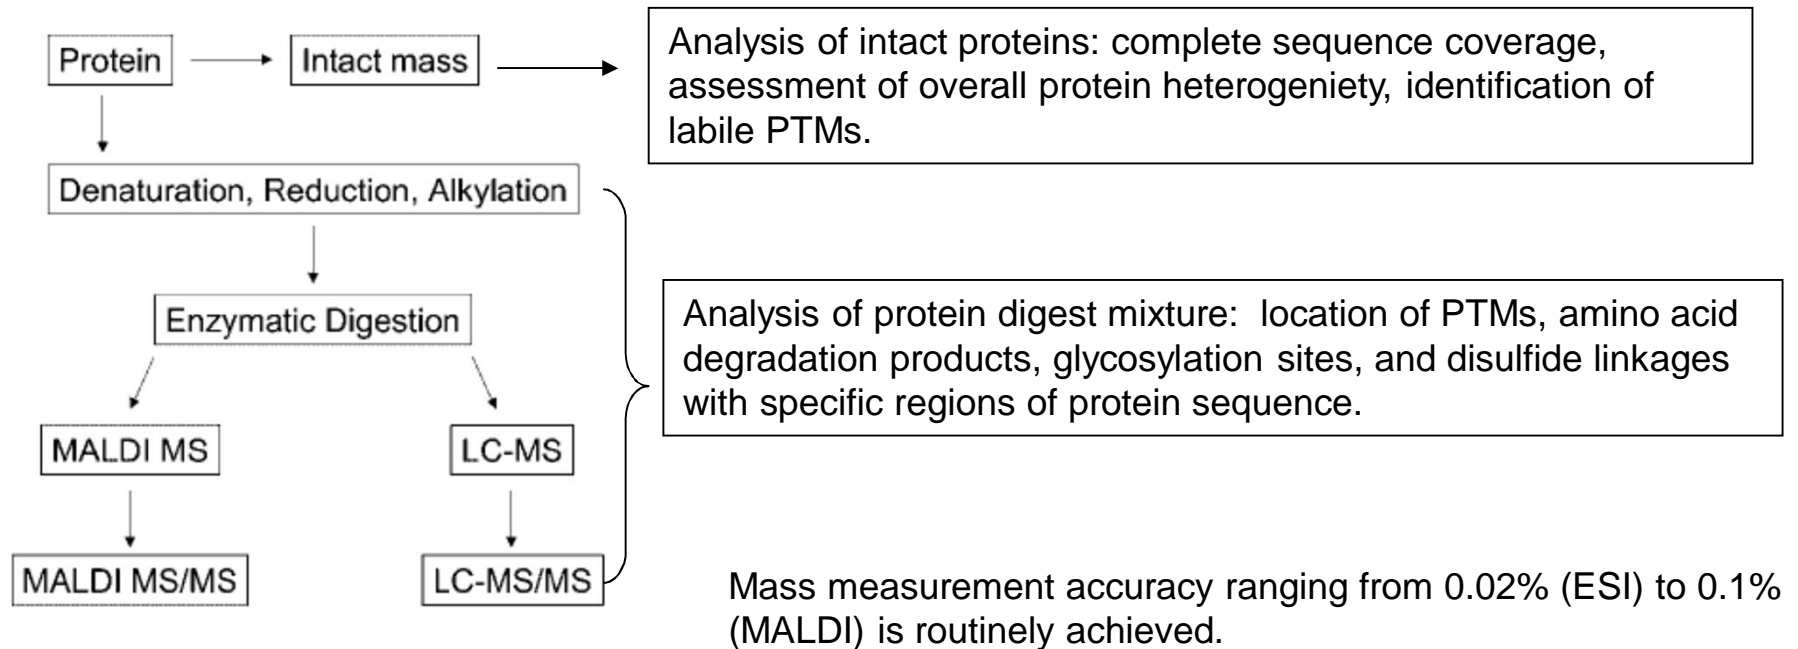 Protein
Intact mass
Analysis of intact proteins: complete sequence coverage,
assessment of overall protein heterogeniety, identification of
labile PTMs.
Denaturation, Reduction, Alkylation
Enzymatic Digestion
Analysis of protein digest mixture:  location of PTMs, amino acid
degradation products, glycosylation sites, and disulfide linkages
with specific regions of protein sequence.
MALDI MS
LC-MS
MALDI MS/MS
LC-MS/MS
Mass measurement accuracy ranging from 0.02% (ESI) to 0.1%
(MALDI) is routinely achieved.